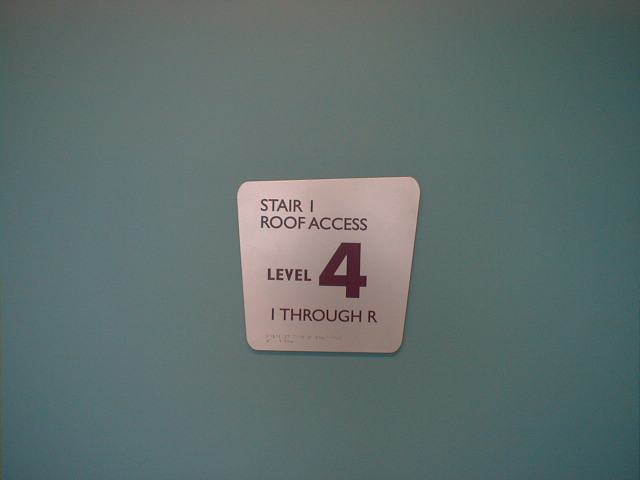 STAIR 1
ROOF ACCESS
LEVEL 4
1 THROUGH R